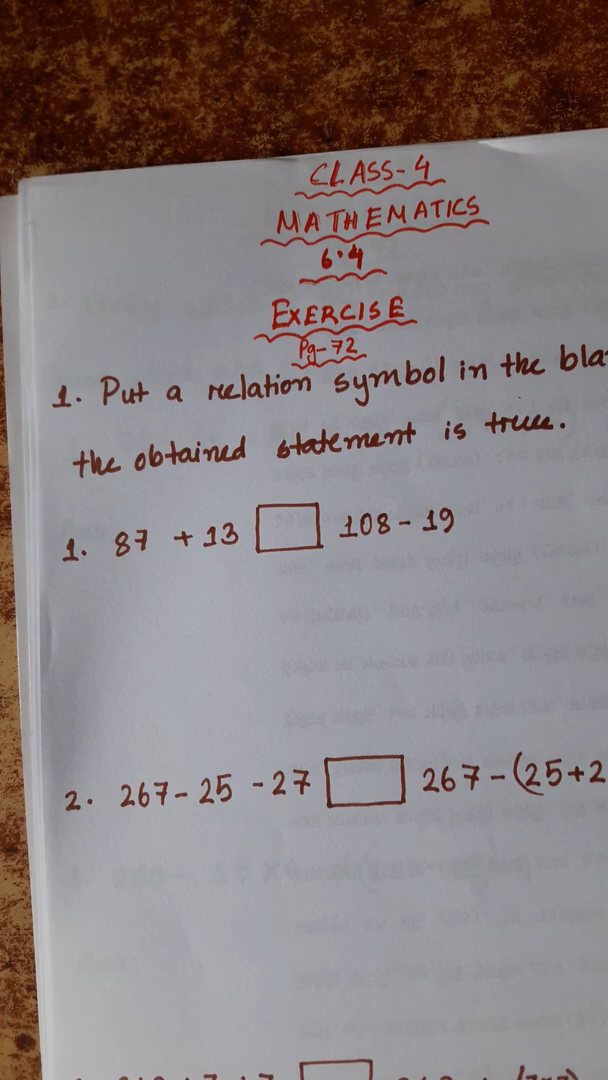 CLASS-4
MATHEMATICS
6.4
EXERCISE
Pg-72
1. Put a relation symbol in the bla
the obtained statement is true.
1. 87 + 13 □ 108 - 19
2. 267 - 25 - 27 □ 267 - (25+2